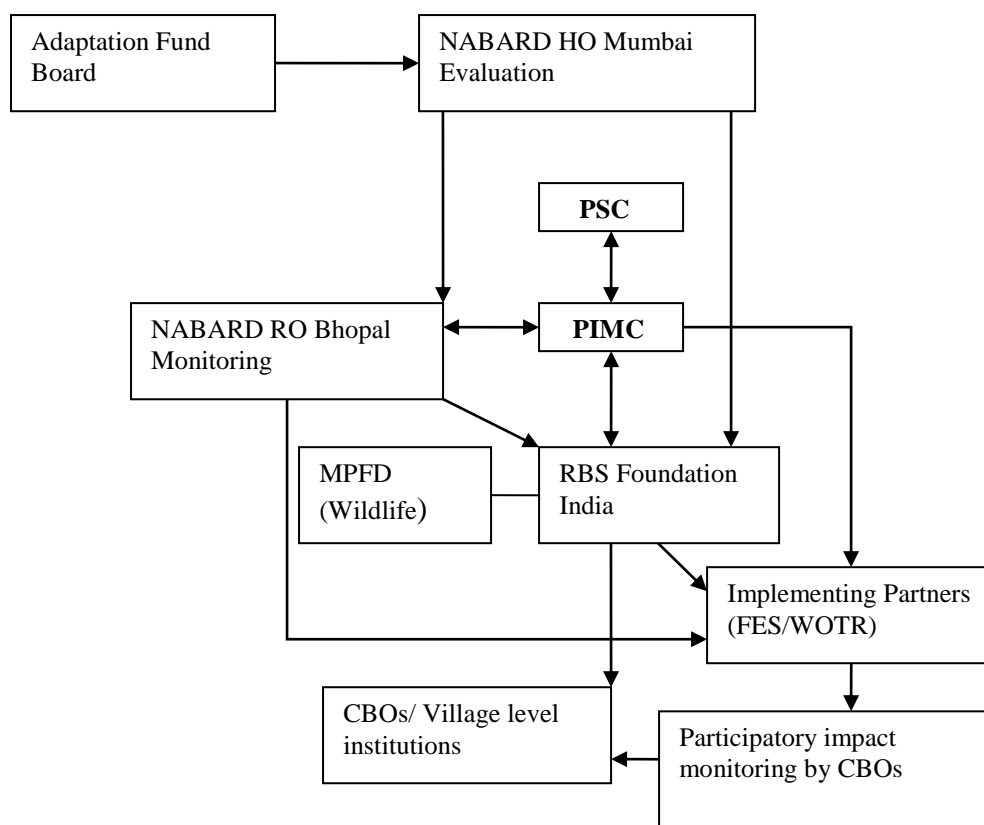 Adaptation Fund
Board
NABARD HO Mumbai
Evaluation
PSC
NABARD RO Bhopal
Monitoring
PIMC
MPFD
(Wildlife)
RBS Foundation
India
Implementing Partners
(FES/WOTR)
CBOs/ Village level
institutions
Participatory impact
monitoring by CBOs